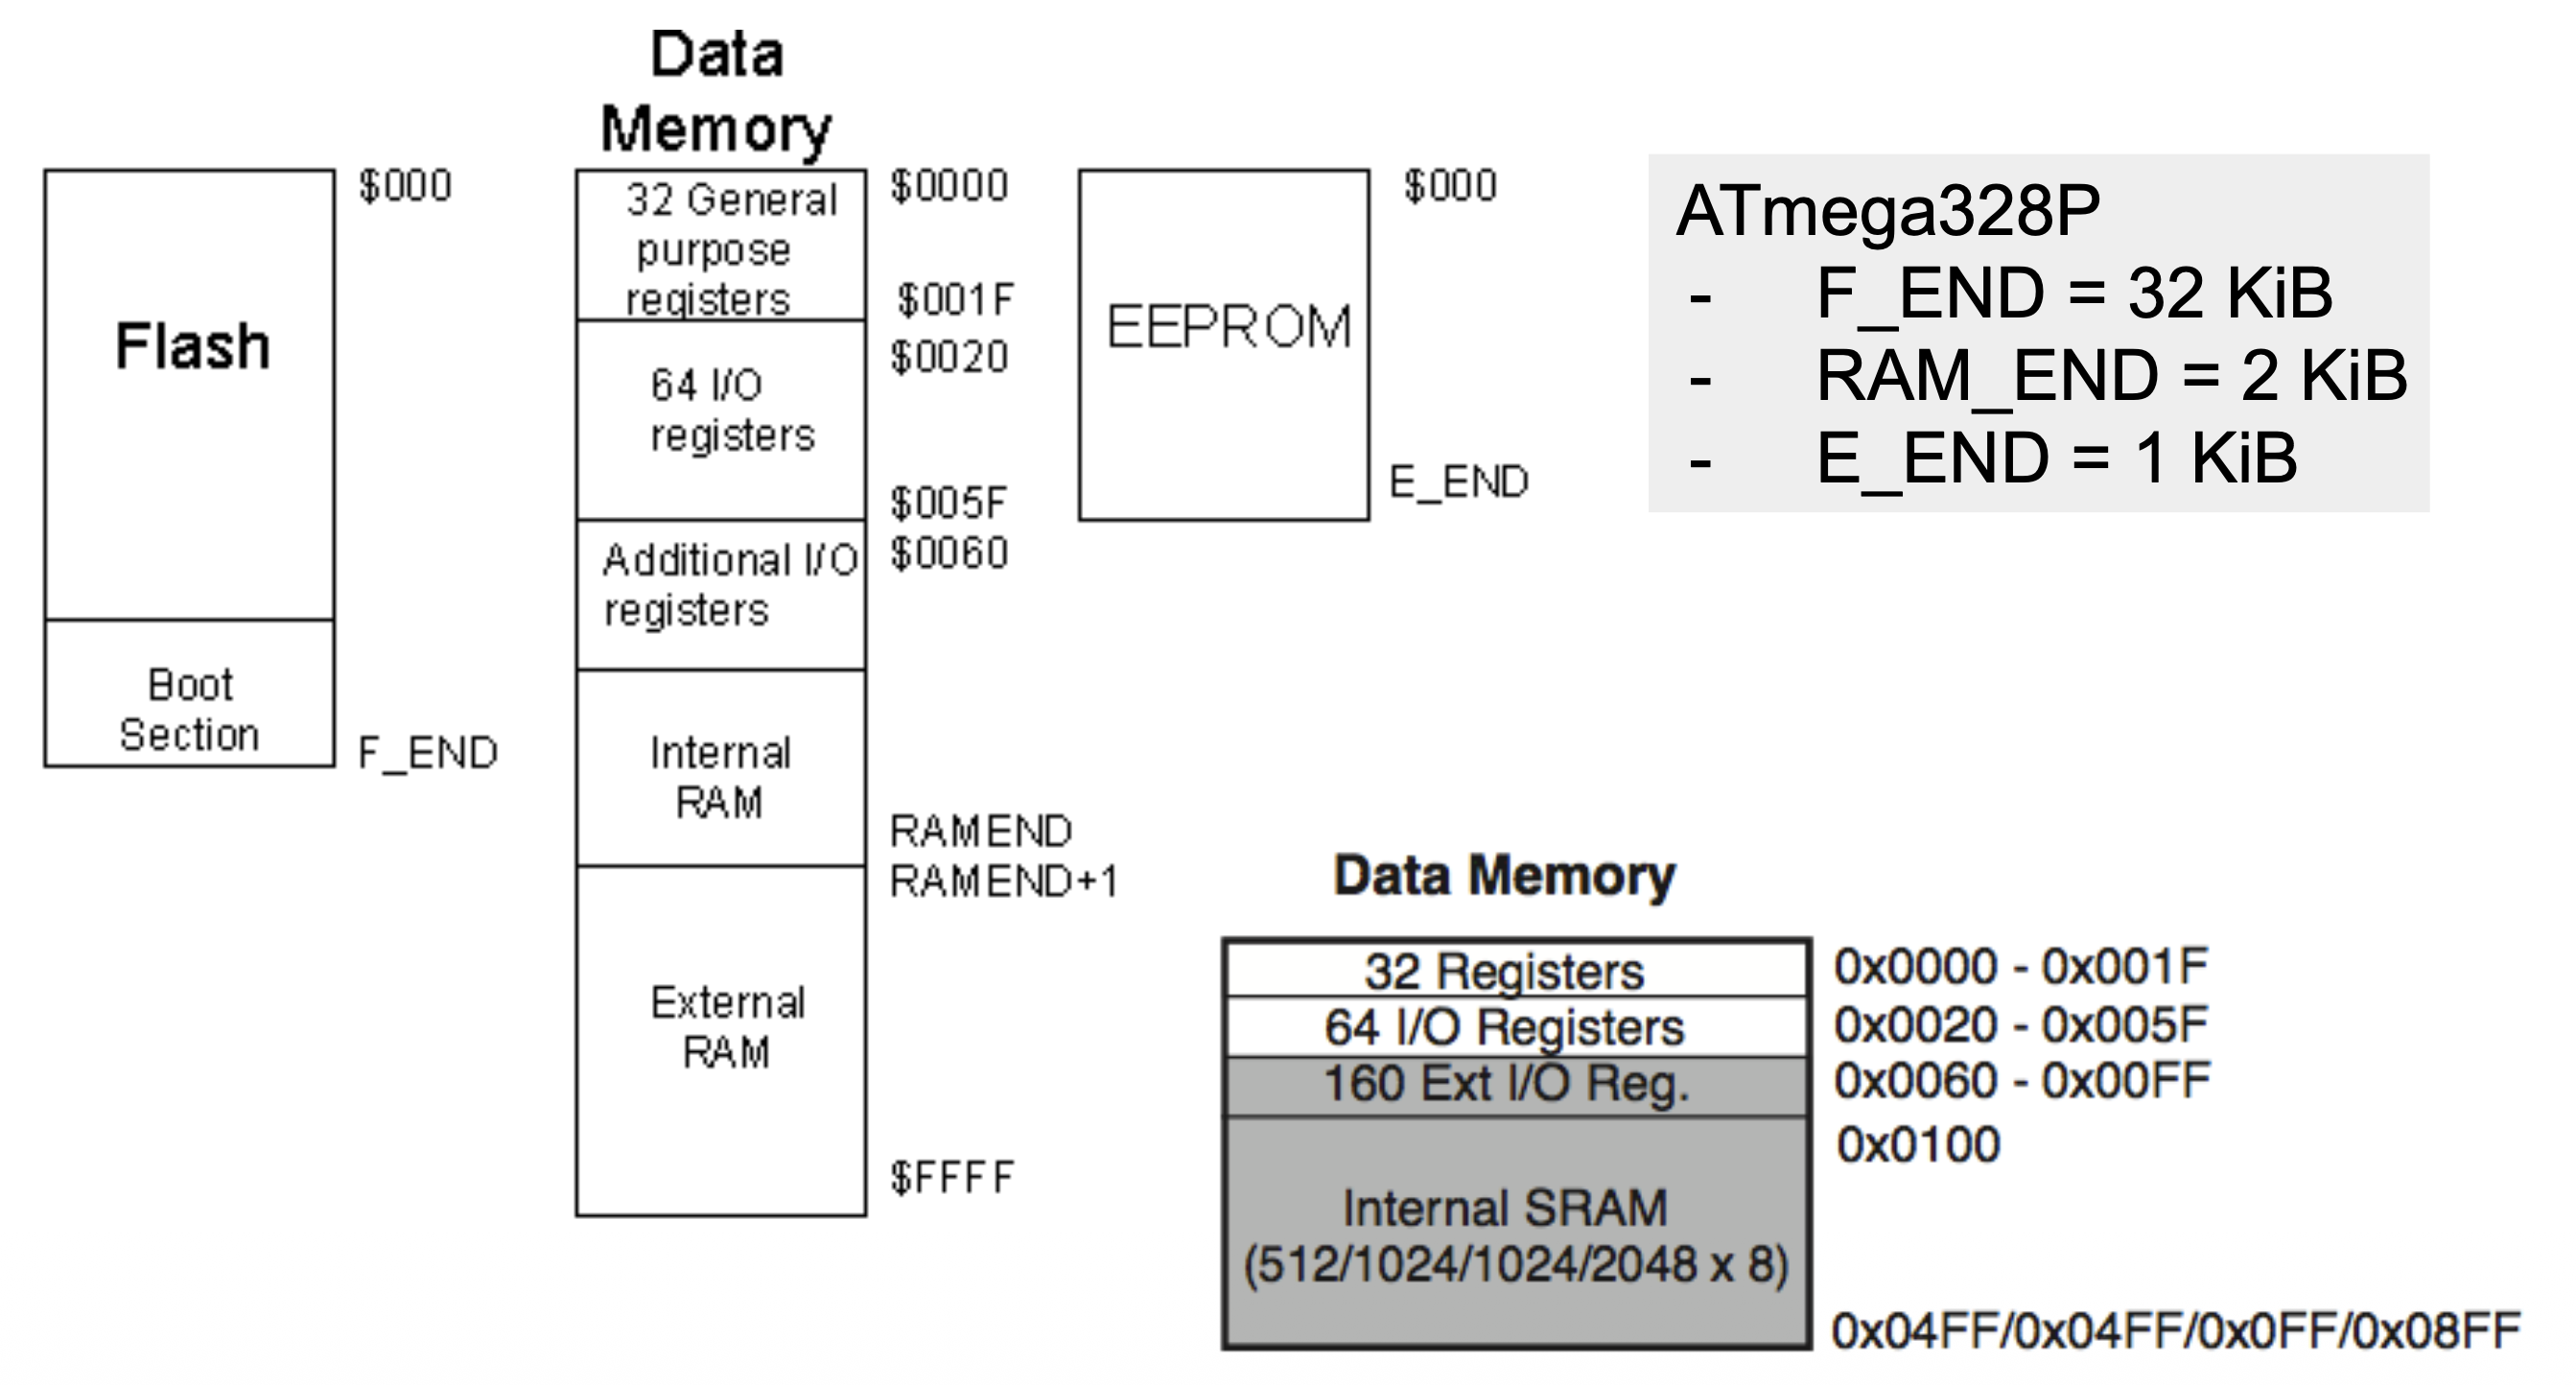 Data
Memory
Flash
Boot
Section
$000
F_END
32 General
purpose
registers
64 I/O
registers
Additional I/O
registers
Internal
RAM
External
RAM
$0000
$001F
$0020
$005F
$0060
RAMEND
RAMEND+1
$FFFF
EEPROM
$000
E_END
ATmega328P
- F_END = 32 KiB
- RAM_END = 2 KiB
- E_END = 1 KiB
Data Memory
32 Registers 0x0000 - 0x001F
64 I/O Registers 0x0020 - 0x005F
160 Ext I/O Reg. 0x0060 - 0x00FF
0x0100
Internal SRAM
(512/1024/1024/2048 x 8)
0x04FF/0x04FF/0x0FF/0x08FF